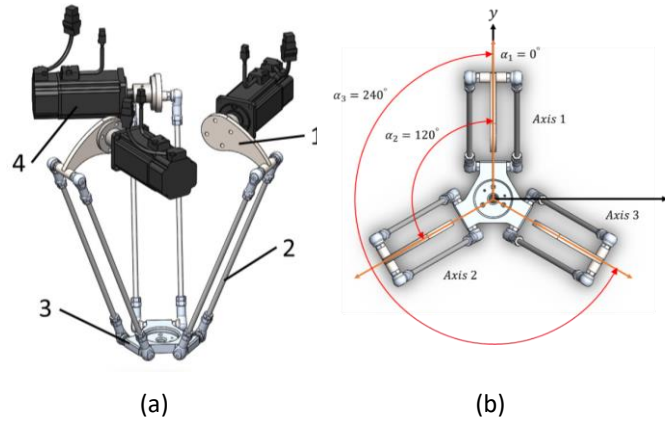 1
4
2
3
(a)
y
α₁ = 0°
α₃ = 240°
α₂ = 120°
Axis 1
Axis 3
Axis 2
(b)